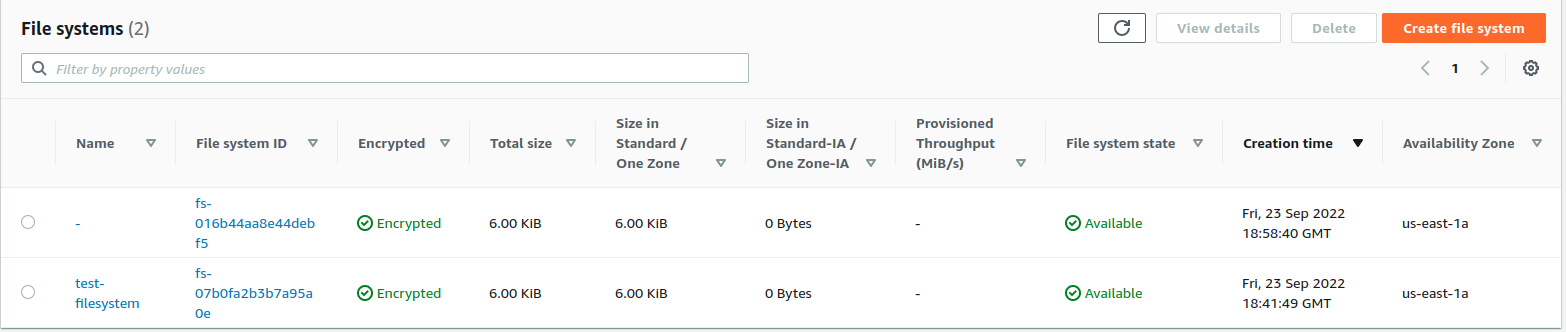 File systems (2)
View details
Delete
Create file system
Filter by property values
1
Name
File system ID
Encrypted
Total size
Size in
Standard /
One Zone
Size in
Standard-IA /
One Zone-IA
Provisioned
Throughput
(MiB/s)
File system state
Creation time
Availability Zone
-
fs-
016b44aa8e44deb
f5
Encrypted
6.00 KiB
6.00 KiB
0 Bytes
-
Available
Fri, 23 Sep 2022
18:58:40 GMT
us-east-1a
test-
filesystem
fs-
07b0fa2b3b7a95a
0e
Encrypted
6.00 KiB
6.00 KiB
0 Bytes
-
Available
Fri, 23 Sep 2022
18:41:49 GMT
us-east-1a